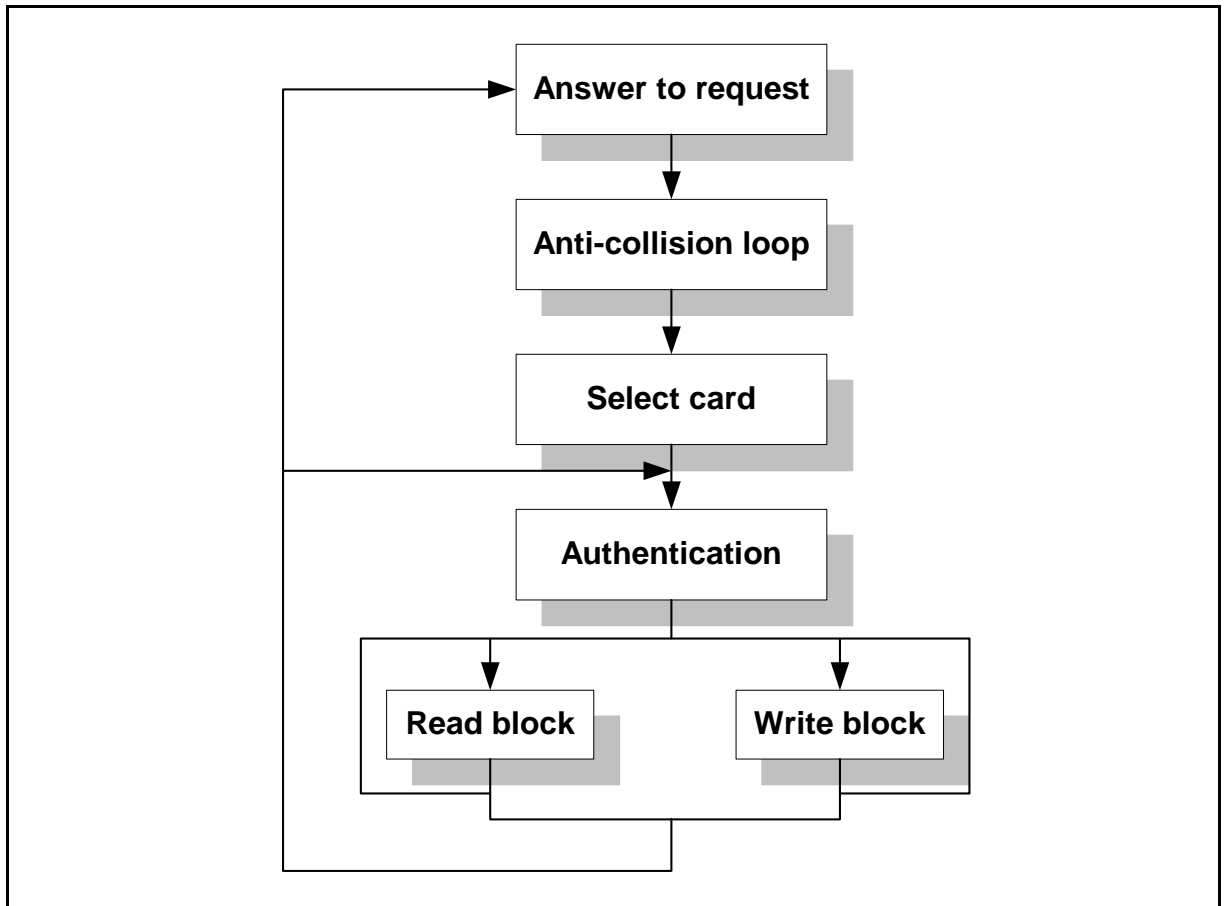 Answer to request
Anti-collision loop
Select card
Authentication
Read block
Write block